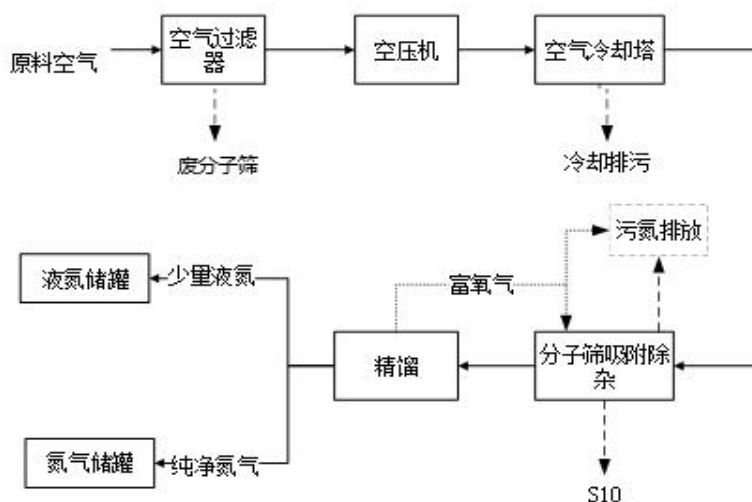 原料空气
空气过滤
器
空压机
空气冷却塔
废分子筛
冷却排污
污氮排放
液氮储罐
少量液氮
富氧气
精馏
分子筛吸附除
杂
氮气储罐
纯净氮气
S10